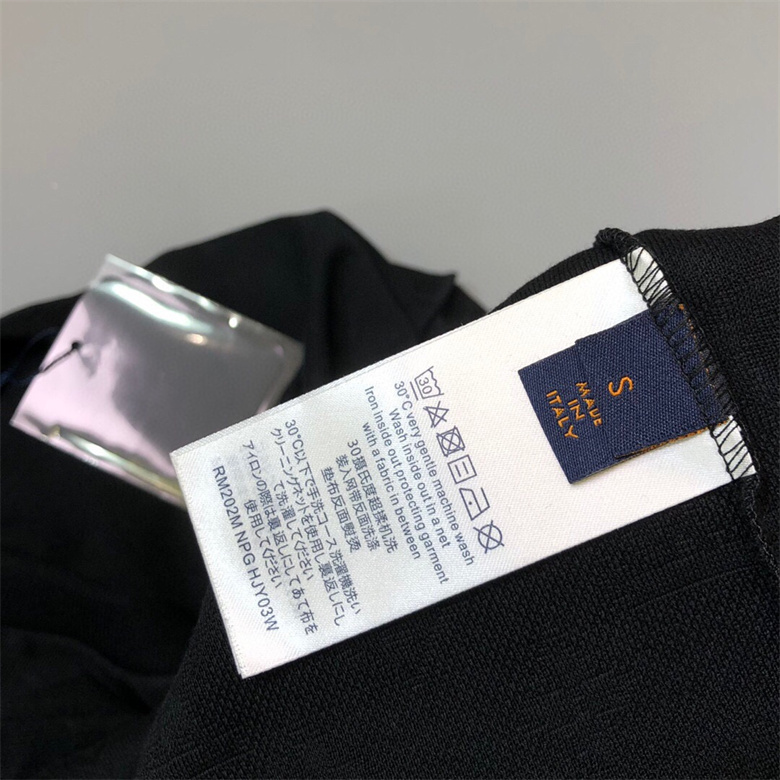 S
MADE
IN
ITALY
30
30°C very gentle machine wash
Wash inside out in a net
Iron inside out protecting garment
with a fabric in between
30摄氏度超柔机洗
装入网带反面洗涤
垫布反面熨烫
30℃以下で手洗コース洗濯機洗い
クリーニングネットを使用し裏返しにし
て洗濯してください
アイロンの際は裏返しにしてあて布を
使用してください
RM202M NPG HJY03W